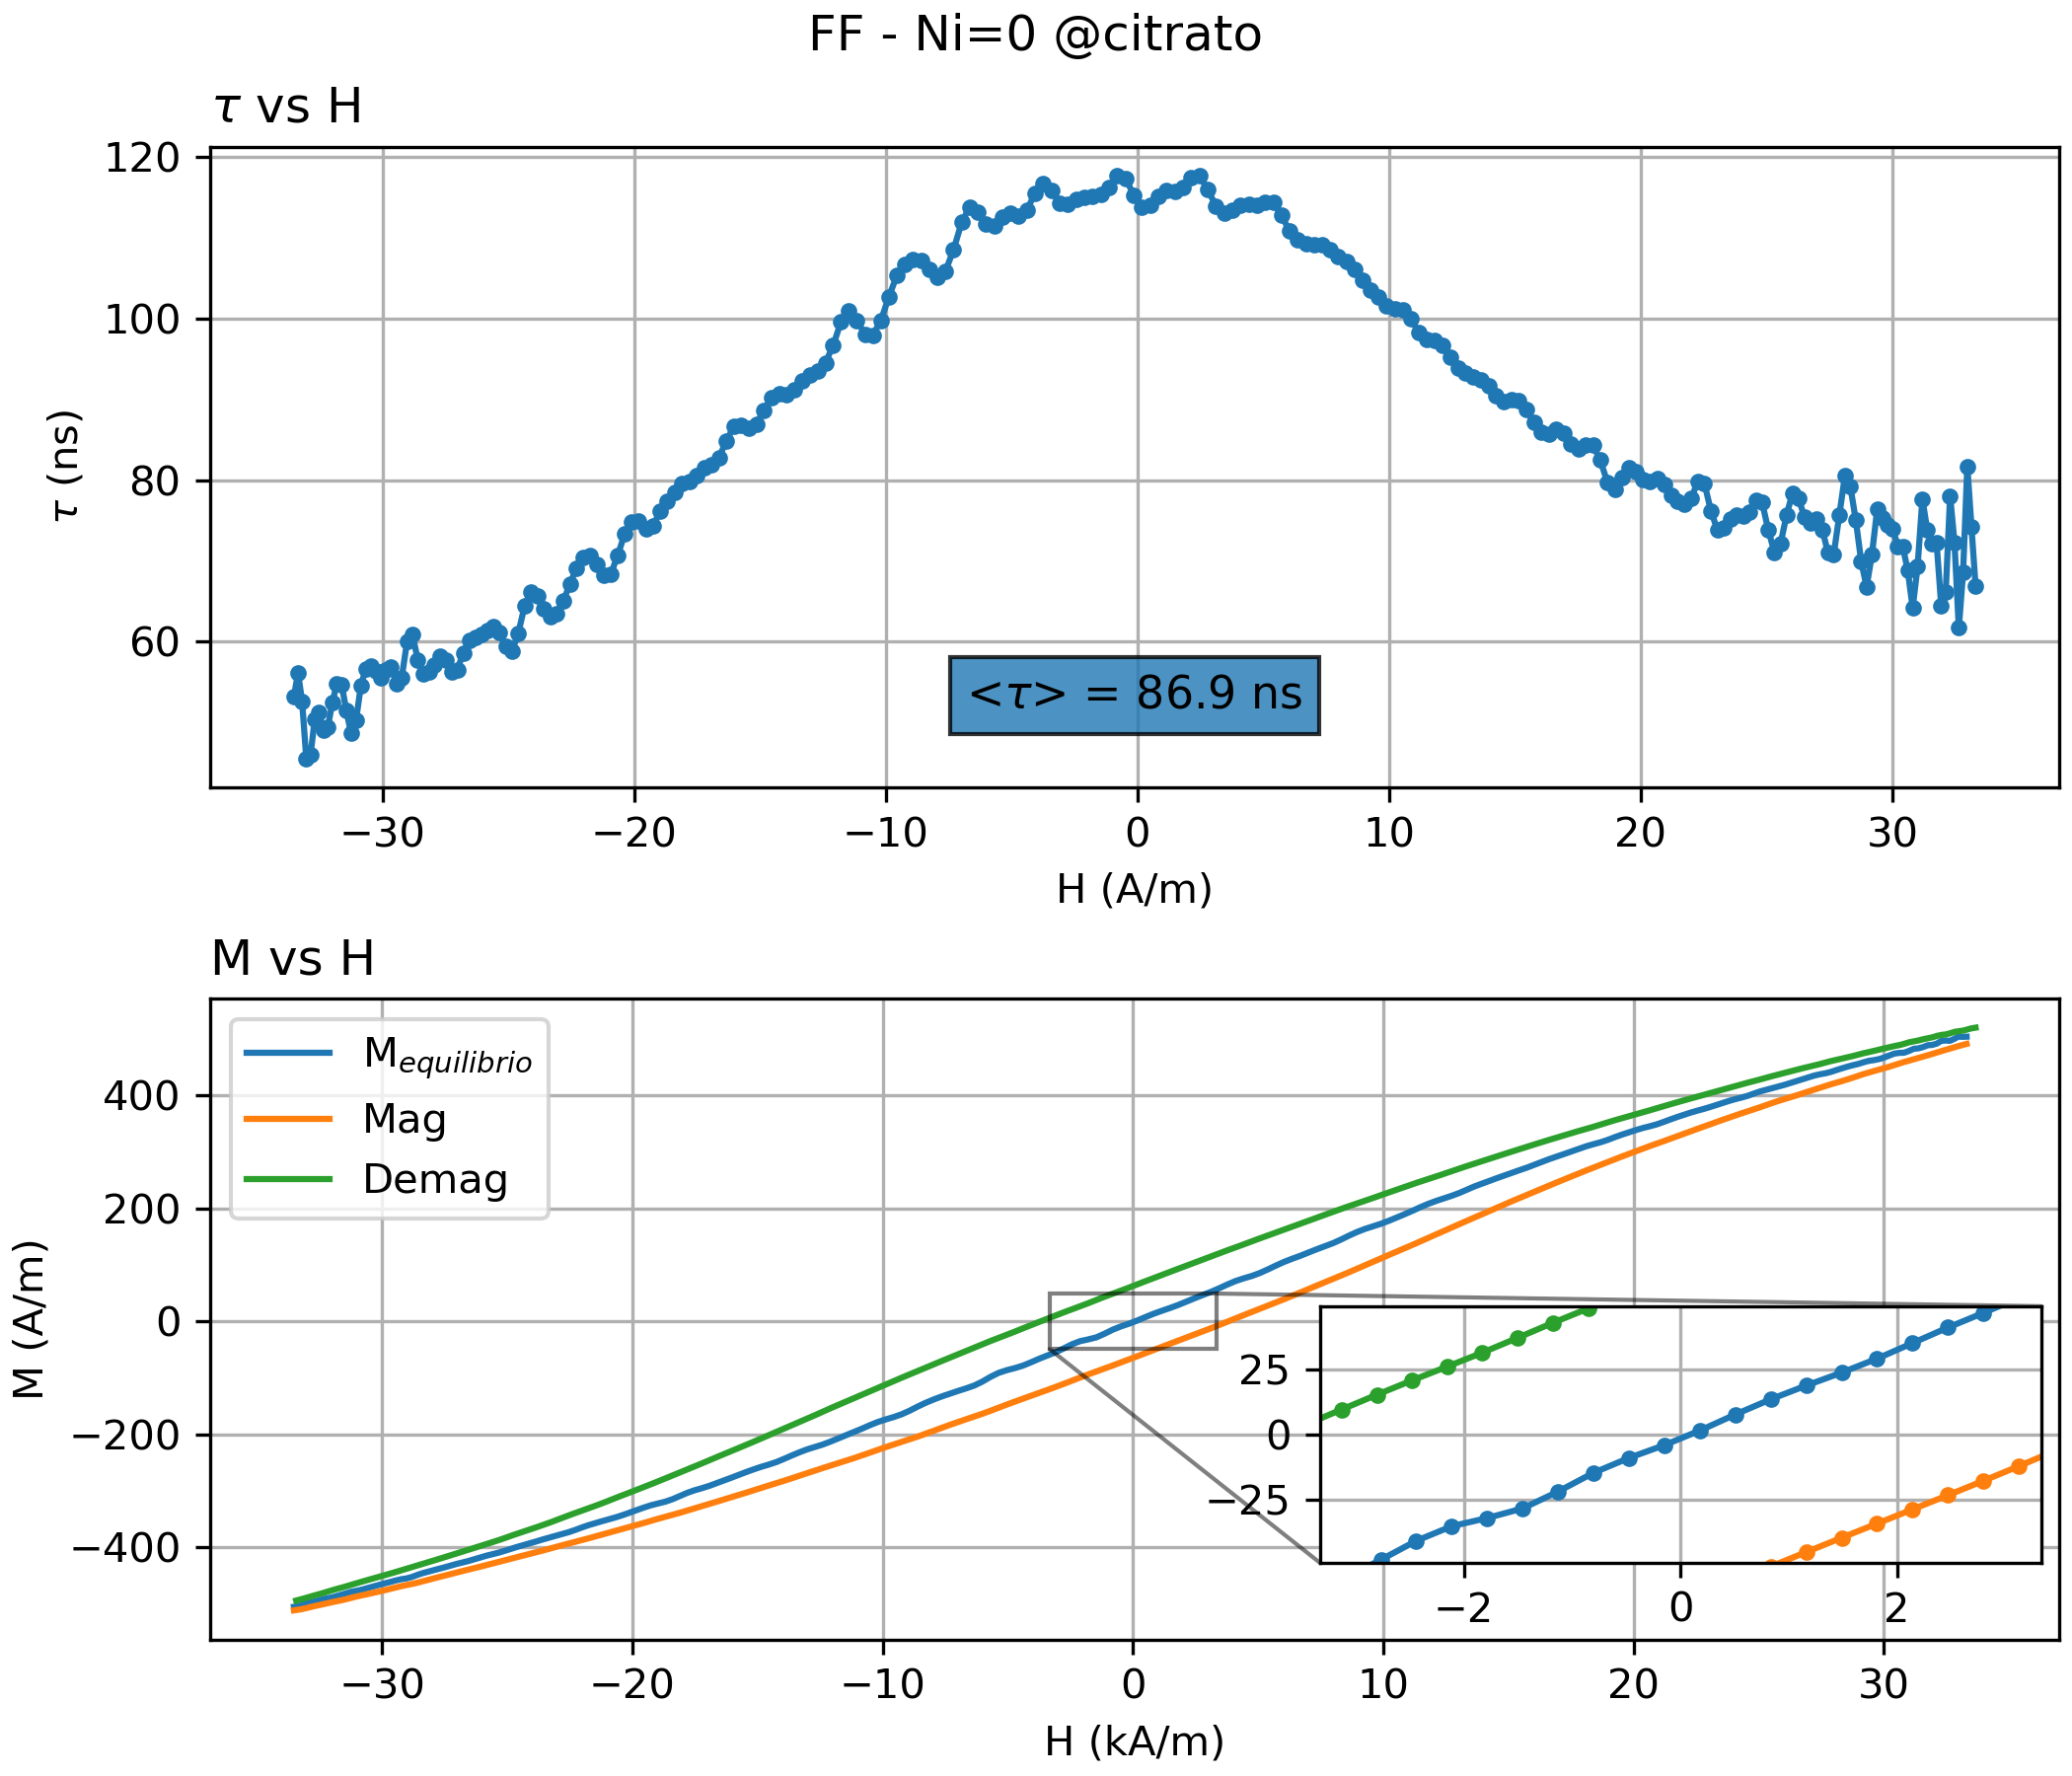 FF - Ni=0 @citrato
τ vs H
120
100
80
60
τ (ns)
<τ> = 86.9 ns
−30 −20 −10 0 10 20 30
H (A/m)
M vs H
M_equilibrio
Mag
Demag
400
200
0
−200
−400
M (A/m)
25
0
−25
−2 0 2
−30 −20 −10 0 10 20 30
H (kA/m)